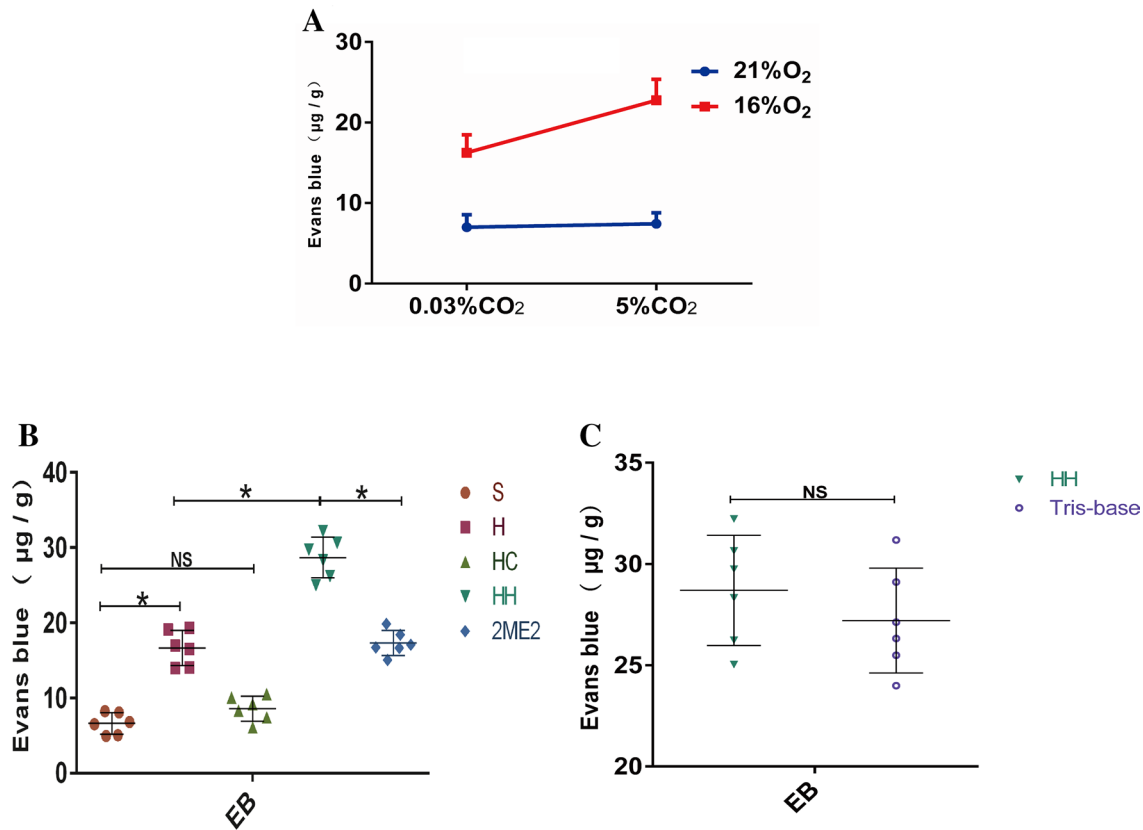 A
30
20
10
0
Evans blue （ μg / g）
21%O₂
16%O₂
0.03%CO₂
5%CO₂
B
40
30
20
10
0
Evans blue （ μg / g）
*
*
NS
*
S
H
HC
HH
2ME2
EB
C
35
30
25
20
Evans blue （ μg / g）
NS
HH
Tris-base
EB